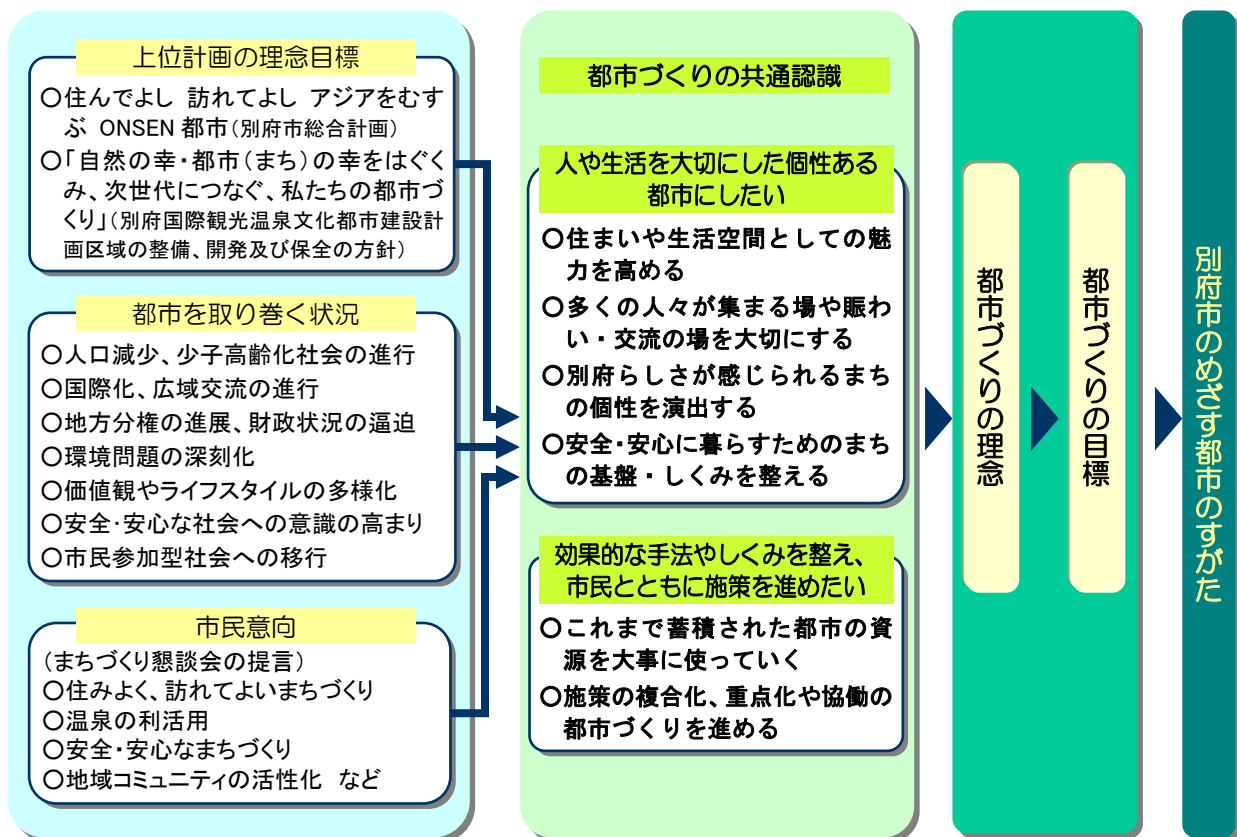 上位計画の理念目標
○住んでよし 訪れてよし アジアをむす
ぶ ONSEN 都市（別府市総合計画）
○「自然の幸・都市（まち）の幸をはぐく
み、次世代につなぐ、私たちの都市づ
くり」（別府国際観光温泉文化都市建設計
画区域の整備、開発及び保全の方針）
都市を取り巻く状況
○人口減少、少子高齢化社会の進行
○国際化、広域交流の進行
○地方分権の進展、財政状況の逼迫
○環境問題の深刻化
○価値観やライフスタイルの多様化
○安全・安心な社会への意識の高まり
○市民参加型社会への移行
市民意向
（まちづくり懇談会の提言）
○住みよく、訪れてよいまちづくり
○温泉の利活用
○安全・安心なまちづくり
○地域コミュニティの活性化 など
都市づくりの共通認識
人や生活を大切にした個性ある
都市にしたい
○住まいや生活空間としての魅
力を高める
○多くの人々が集まる場や賑わ
い・交流の場を大切にする
○別府らしさが感じられるまち
の個性を演出する
○安全・安心に暮らすためのまち
の基盤・しくみを整える
効果的な手法やしくみを整え、
市民とともに施策を進めたい
○これまで蓄積された都市の資
源を大事に使っていく
○施策の複合化、重点化や協働の
都市づくりを進める
都市づくりの理念
都市づくりの目標
別府市のめざす都市のすがた